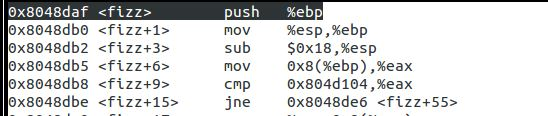 0x8048daf <fizz> push %ebp
0x8048db0 <fizz+1> mov %esp,%ebp
0x8048db2 <fizz+3> sub $0x18,%esp
0x8048db5 <fizz+6> mov 0x8(%ebp),%eax
0x8048db8 <fizz+9> cmp 0x804d104,%eax
0x8048dbe <fizz+15> jne 0x8048de6 <fizz+55>